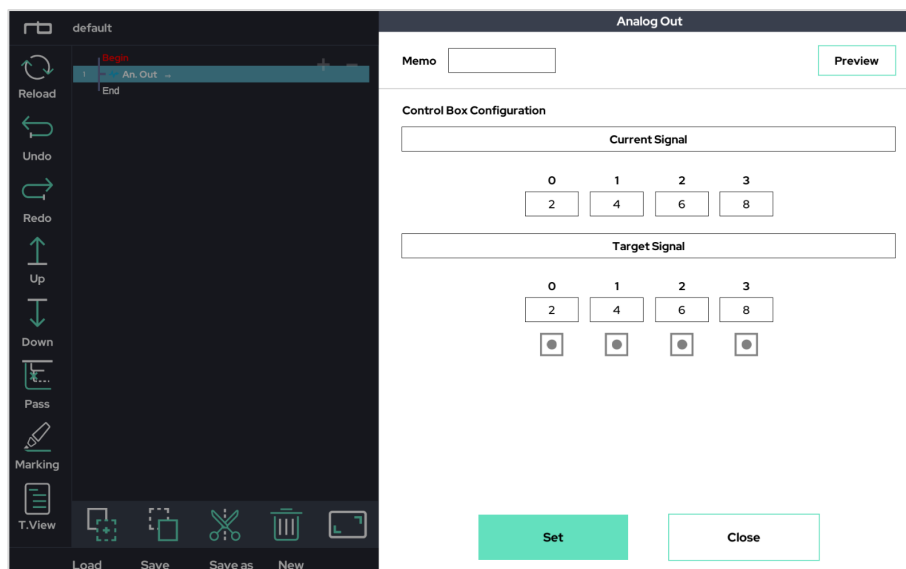 default
Reload
Undo
Redo
Up
Down
Pass
Marking
T.View
Begin
1 An. Out →
End
Load Save Save as New
Analog Out
Memo
Preview
Control Box Configuration
Current Signal
0 1 2 3
2 4 6 8
Target Signal
0 1 2 3
2 4 6 8
Set Close